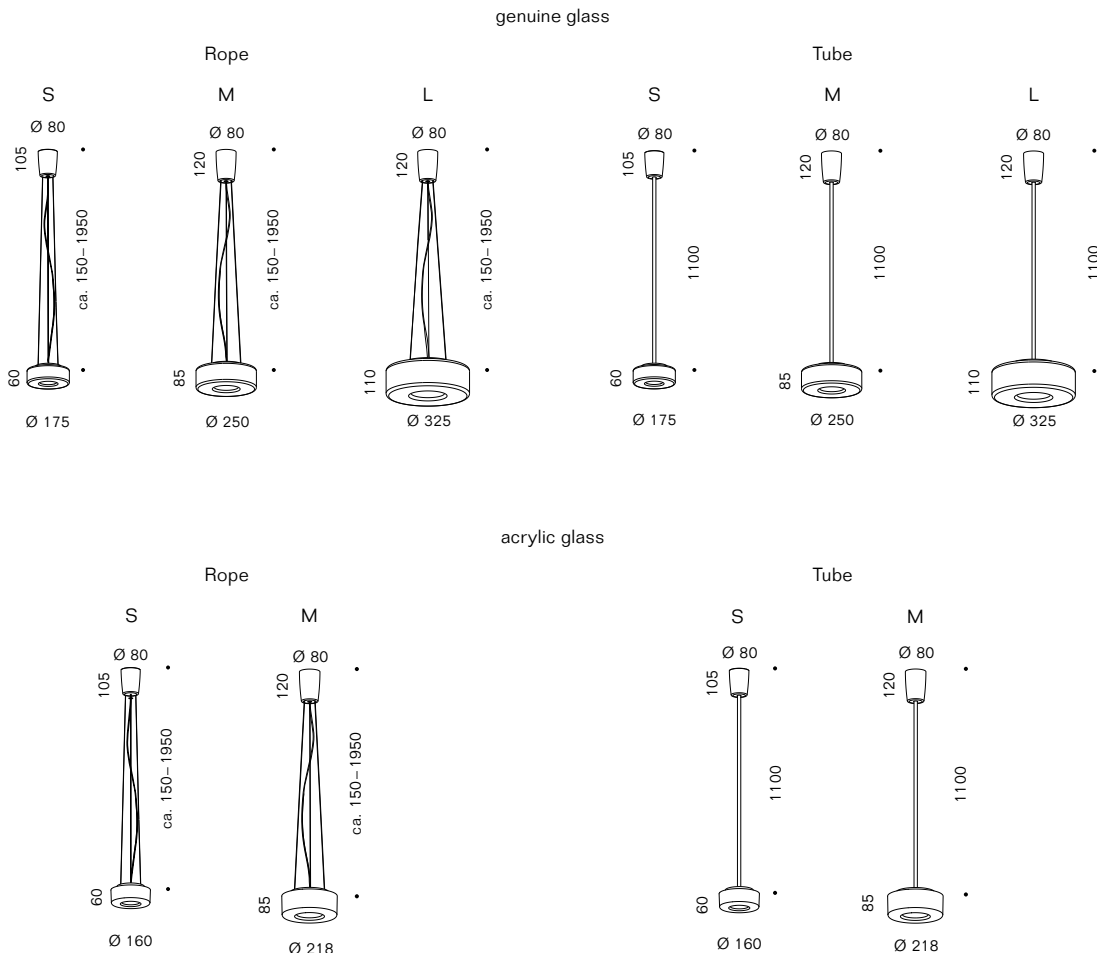 genuine glass
Rope
Tube
S
M
L
S
M
L
Ø 80
Ø 80
Ø 80
Ø 80
Ø 80
Ø 80
105
120
120
105
120
120
ca. 150–1950
ca. 150–1950
ca. 150–1950
1100
1100
1100
60
85
110
60
85
110
Ø 175
Ø 250
Ø 325
Ø 175
Ø 250
Ø 325
acrylic glass
Rope
Tube
S
M
S
M
Ø 80
Ø 80
Ø 80
Ø 80
105
120
105
120
ca. 150–1950
ca. 150–1950
1100
1100
60
85
60
85
Ø 160
Ø 218
Ø 160
Ø 218